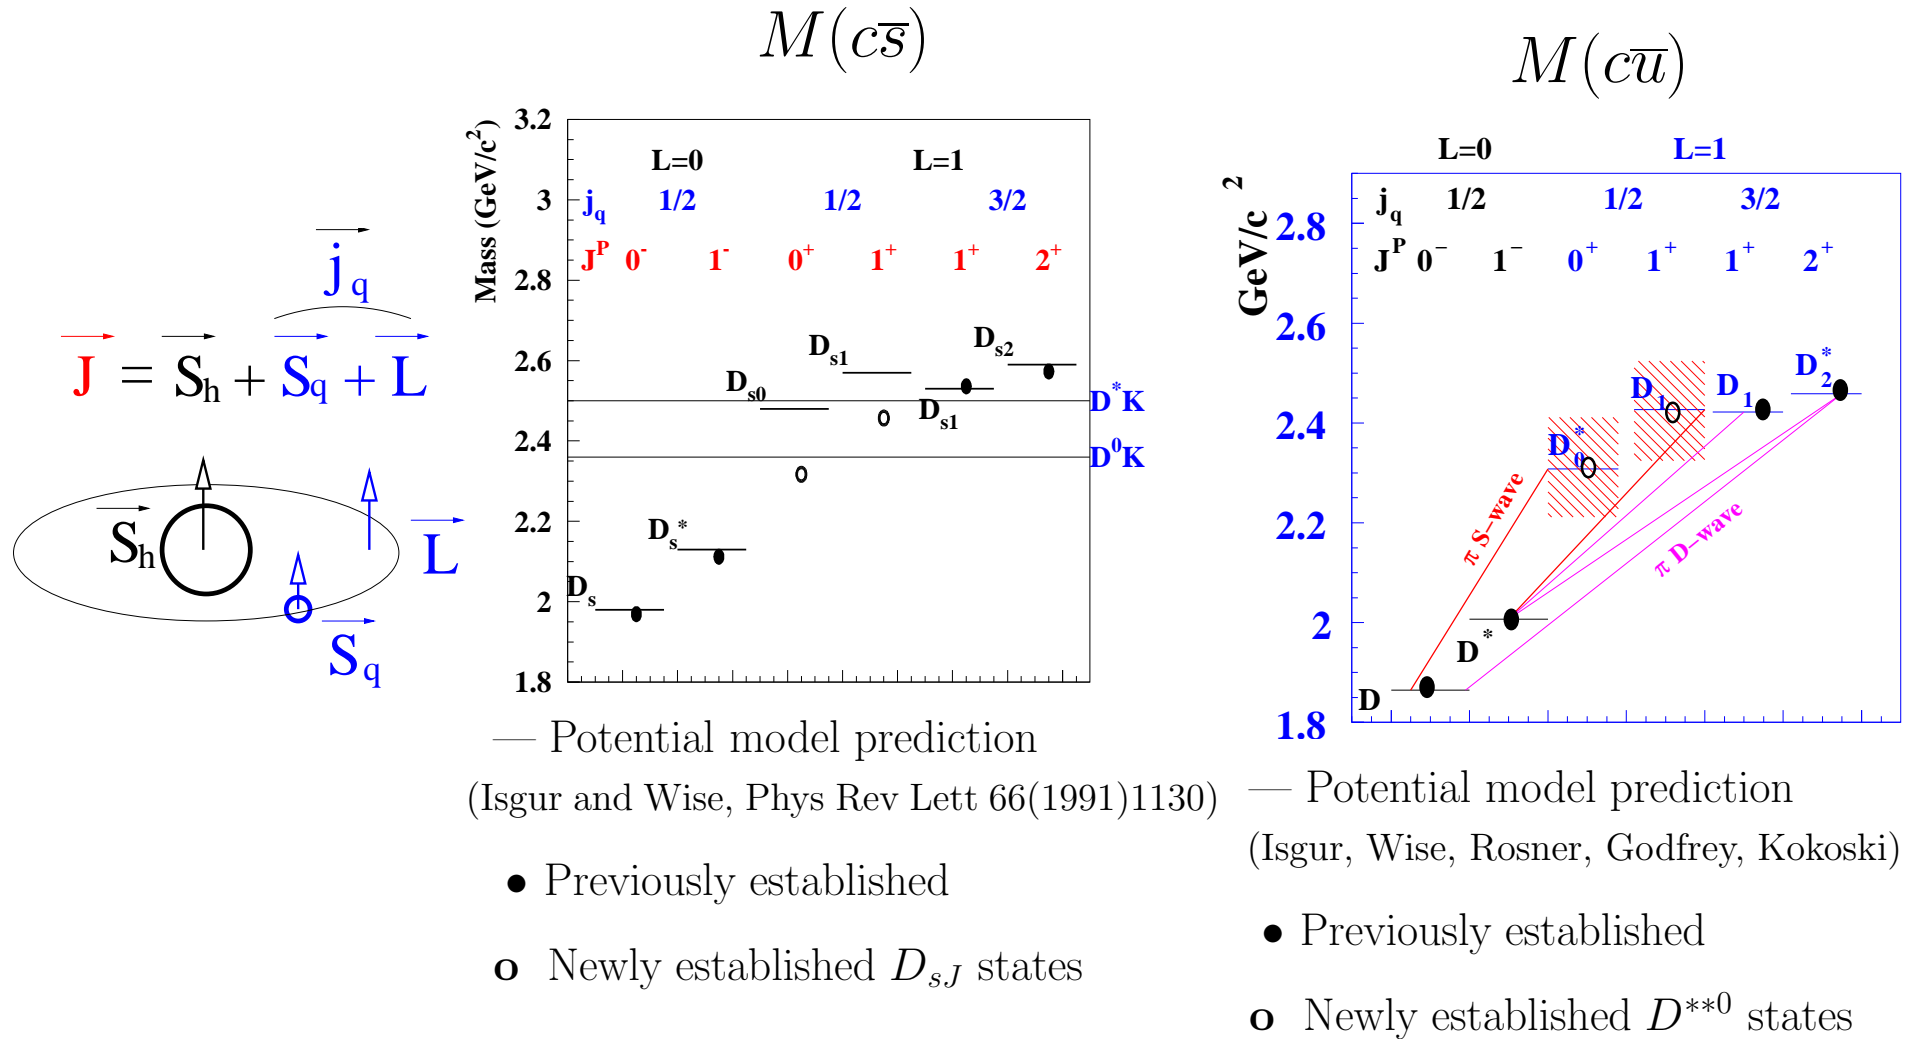 M(cs̅)
M(cu̅)
j_q
J = S_h + S_q + L
S_h
L
S_q
Mass (GeV/c²)
3.2
3
2.8
2.6
2.4
2.2
2
1.8
L=0 L=1
j_q 1/2 1/2 3/2
J^P 0⁻ 1⁻ 0⁺ 1⁺ 1⁺ 2⁺
D_s1
D_s2
D_s0
D_s1
D*K
D⁰K
D_s*
D_s
— Potential model prediction
(Isgur and Wise, Phys Rev Lett 66(1991)1130)
● Previously established
o Newly established D_sJ states
GeV/c²
L=0 L=1
j_q 1/2 1/2 3/2
J^P 0⁻ 1⁻ 0⁺ 1⁺ 1⁺ 2⁺
2.8
2.6
2.4
2.2
2
1.8
D_1
D_1
D_2*
D_0*
π S−wave
π D−wave
D*
D
— Potential model prediction
(Isgur, Wise, Rosner, Godfrey, Kokoski)
● Previously established
o Newly established D**⁰ states